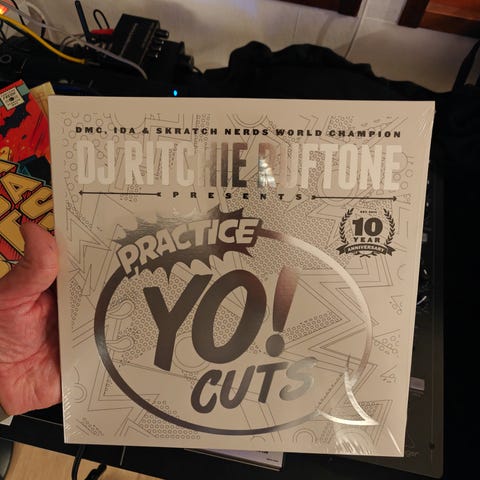 DMC, IDA & SKRATCH NERDS WORLD CHAMPION
DJ RITCHIE RUFTONE
PRESENTS
PRACTICE
YO!
CUTS
10
YEAR
ANNIVERSARY